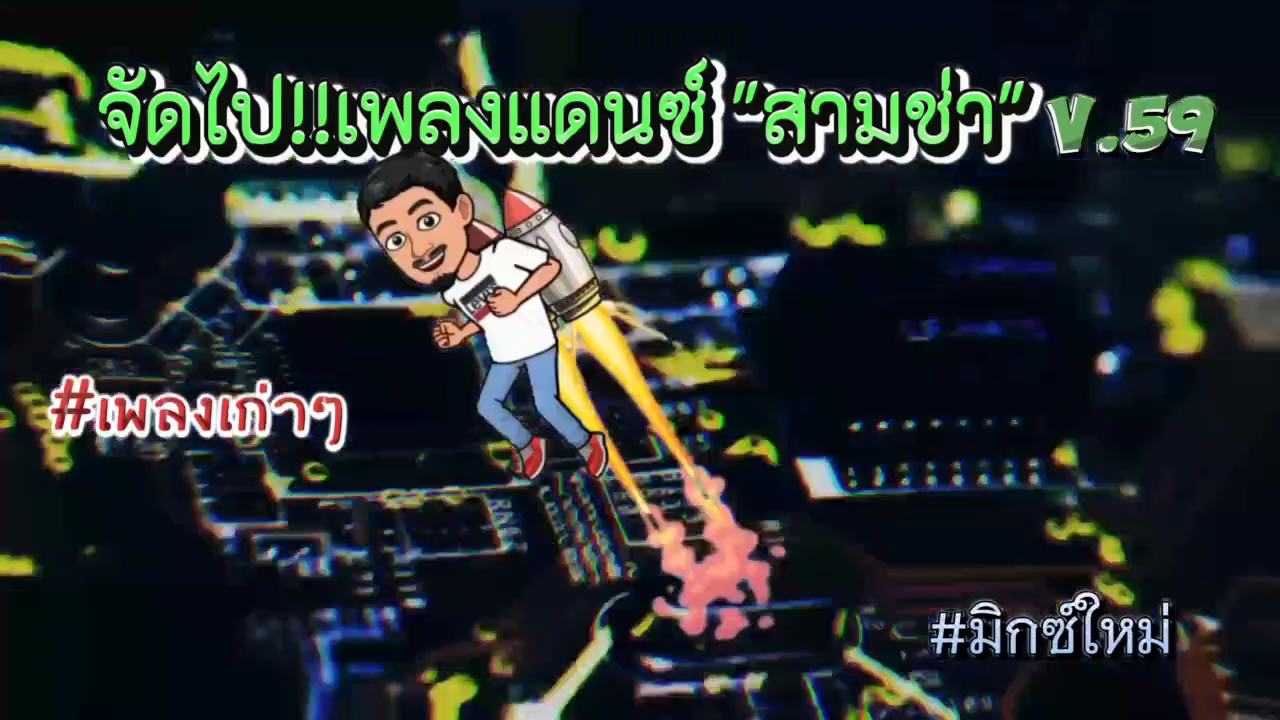 จัดไป!!เพลงแดนซ์ "สามช่า" V.59
#เพลงเก่าๆ
#มิกซ์ใหม่